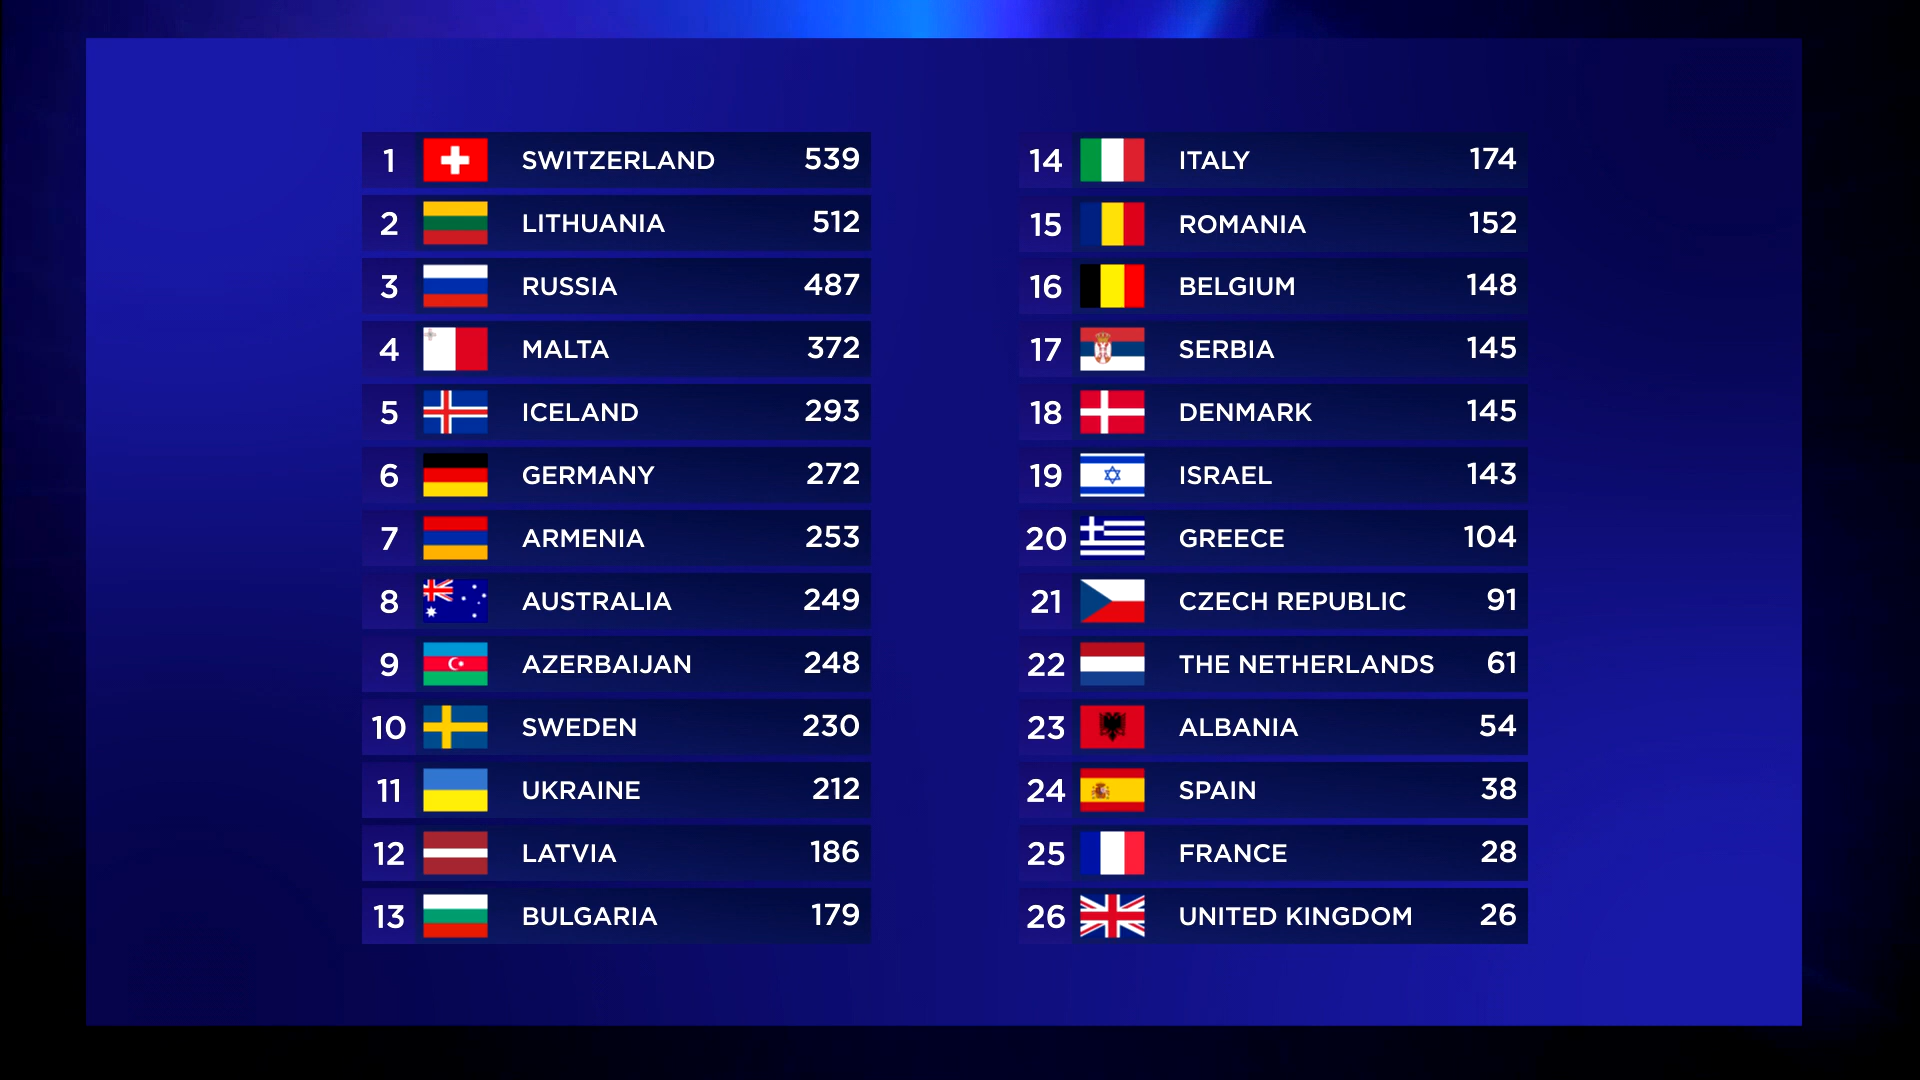 1 SWITZERLAND 539
2 LITHUANIA 512
3 RUSSIA 487
4 MALTA 372
5 ICELAND 293
6 GERMANY 272
7 ARMENIA 253
8 AUSTRALIA 249
9 AZERBAIJAN 248
10 SWEDEN 230
11 UKRAINE 212
12 LATVIA 186
13 BULGARIA 179
14 ITALY 174
15 ROMANIA 152
16 BELGIUM 148
17 SERBIA 145
18 DENMARK 145
19 ISRAEL 143
20 GREECE 104
21 CZECH REPUBLIC 91
22 THE NETHERLANDS 61
23 ALBANIA 54
24 SPAIN 38
25 FRANCE 28
26 UNITED KINGDOM 26